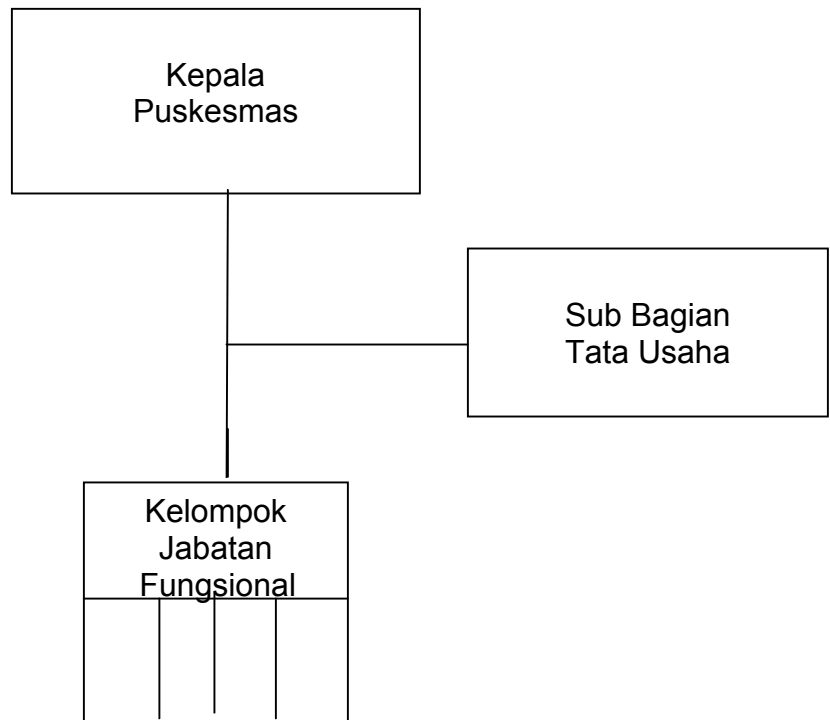 Kepala
Puskesmas
Sub Bagian
Tata Usaha
Kelompok
Jabatan
Fungsional